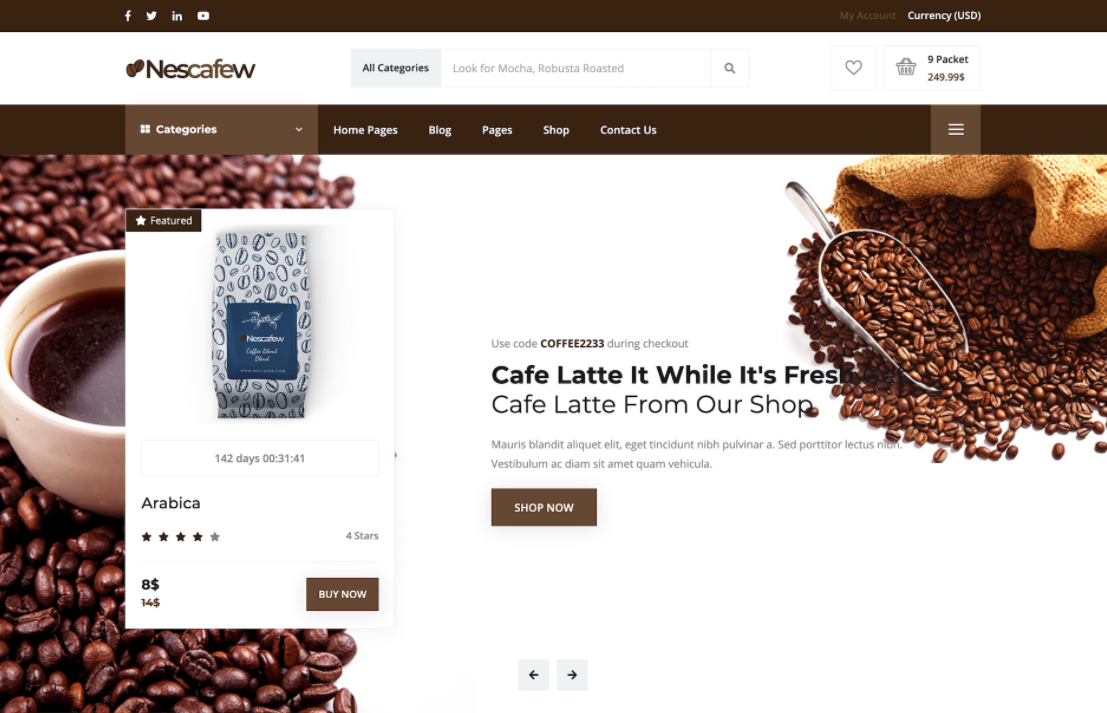 My Account Currency (USD)
Nescafew
All Categories
Look for Mocha, Robusta Roasted
9 Packet
249.99$
Categories
Home Pages
Blog
Pages
Shop
Contact Us
Featured
Nescafew
Coffee Blend
Blend
WWW.NESCAFEW.COM
142 days 00:31:41
Arabica
4 Stars
8$
14$
BUY NOW
Use code COFFEE2233 during checkout
Cafe Latte It While It's Fresh Get
Cafe Latte From Our Shop
Mauris blandit aliquet elit, eget tincidunt nibh pulvinar a. Sed porttitor lectus nibh.
Vestibulum ac diam sit amet quam vehicula.
SHOP NOW